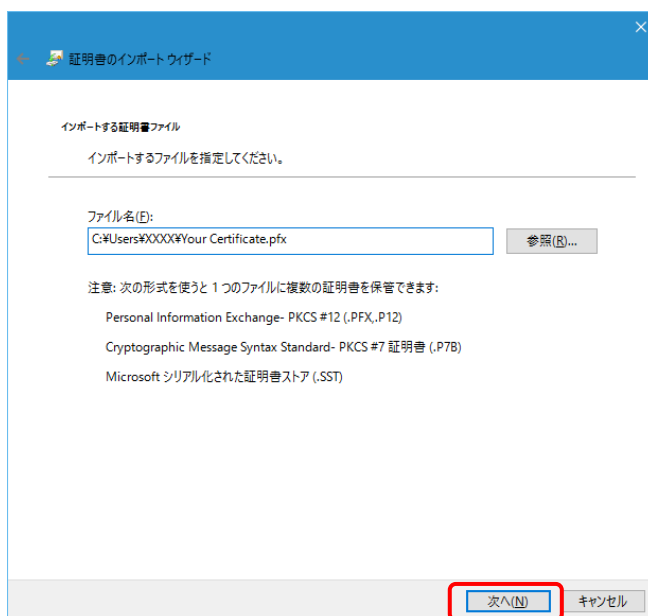 証明書のインポート ウィザード
インポートする証明書ファイル
インポートするファイルを指定してください。
ファイル名(F):
C:¥Users¥XXXX¥Your Certificate.pfx
参照(R)...
注意: 次の形式を使うと 1 つのファイルに複数の証明書を保管できます:
Personal Information Exchange- PKCS #12 (.PFX,.P12)
Cryptographic Message Syntax Standard- PKCS #7 証明書 (.P7B)
Microsoft シリアル化された証明書ストア (.SST)
次へ(N)
キャンセル